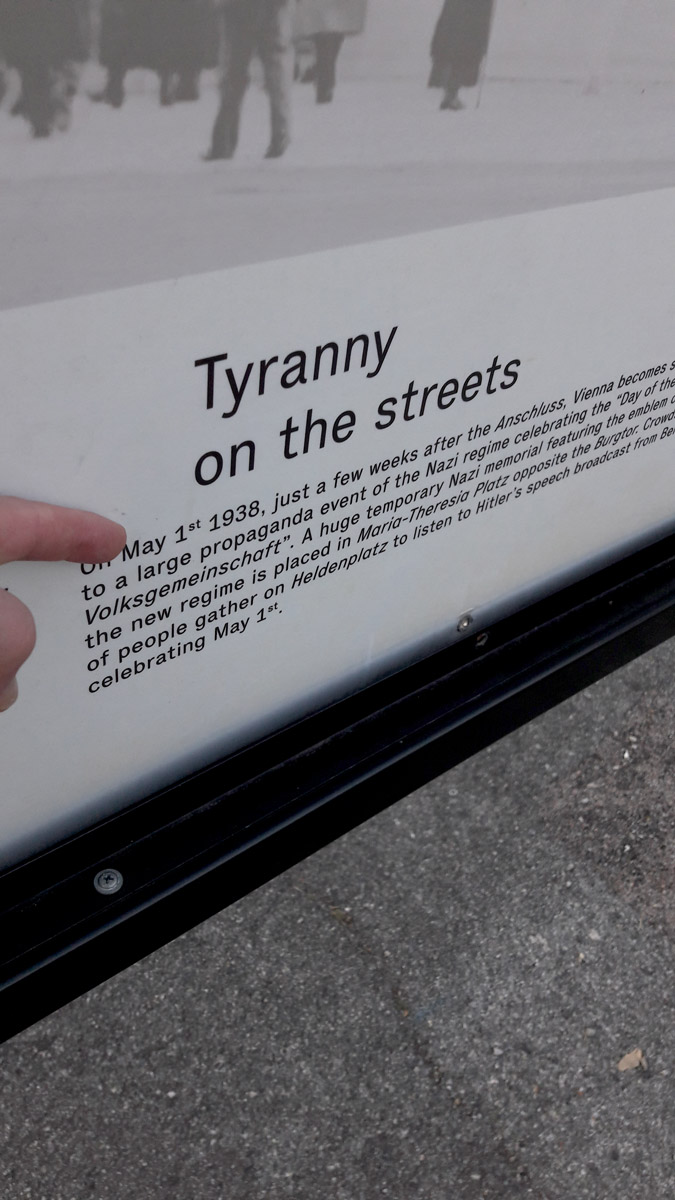 Tyranny
on the streets
On May 1st 1938, just a few weeks after the Anschluss, Vienna becomes
to a large propaganda event of the Nazi regime celebrating the "Day of the
Volksgemeinschaft". A huge temporary Nazi memorial featuring the emblem
the new regime is placed in Maria-Theresia Platz opposite the Burgtor.
of people gather on Heldenplatz to listen to Hitler's speech broadcast from
celebrating May 1st.